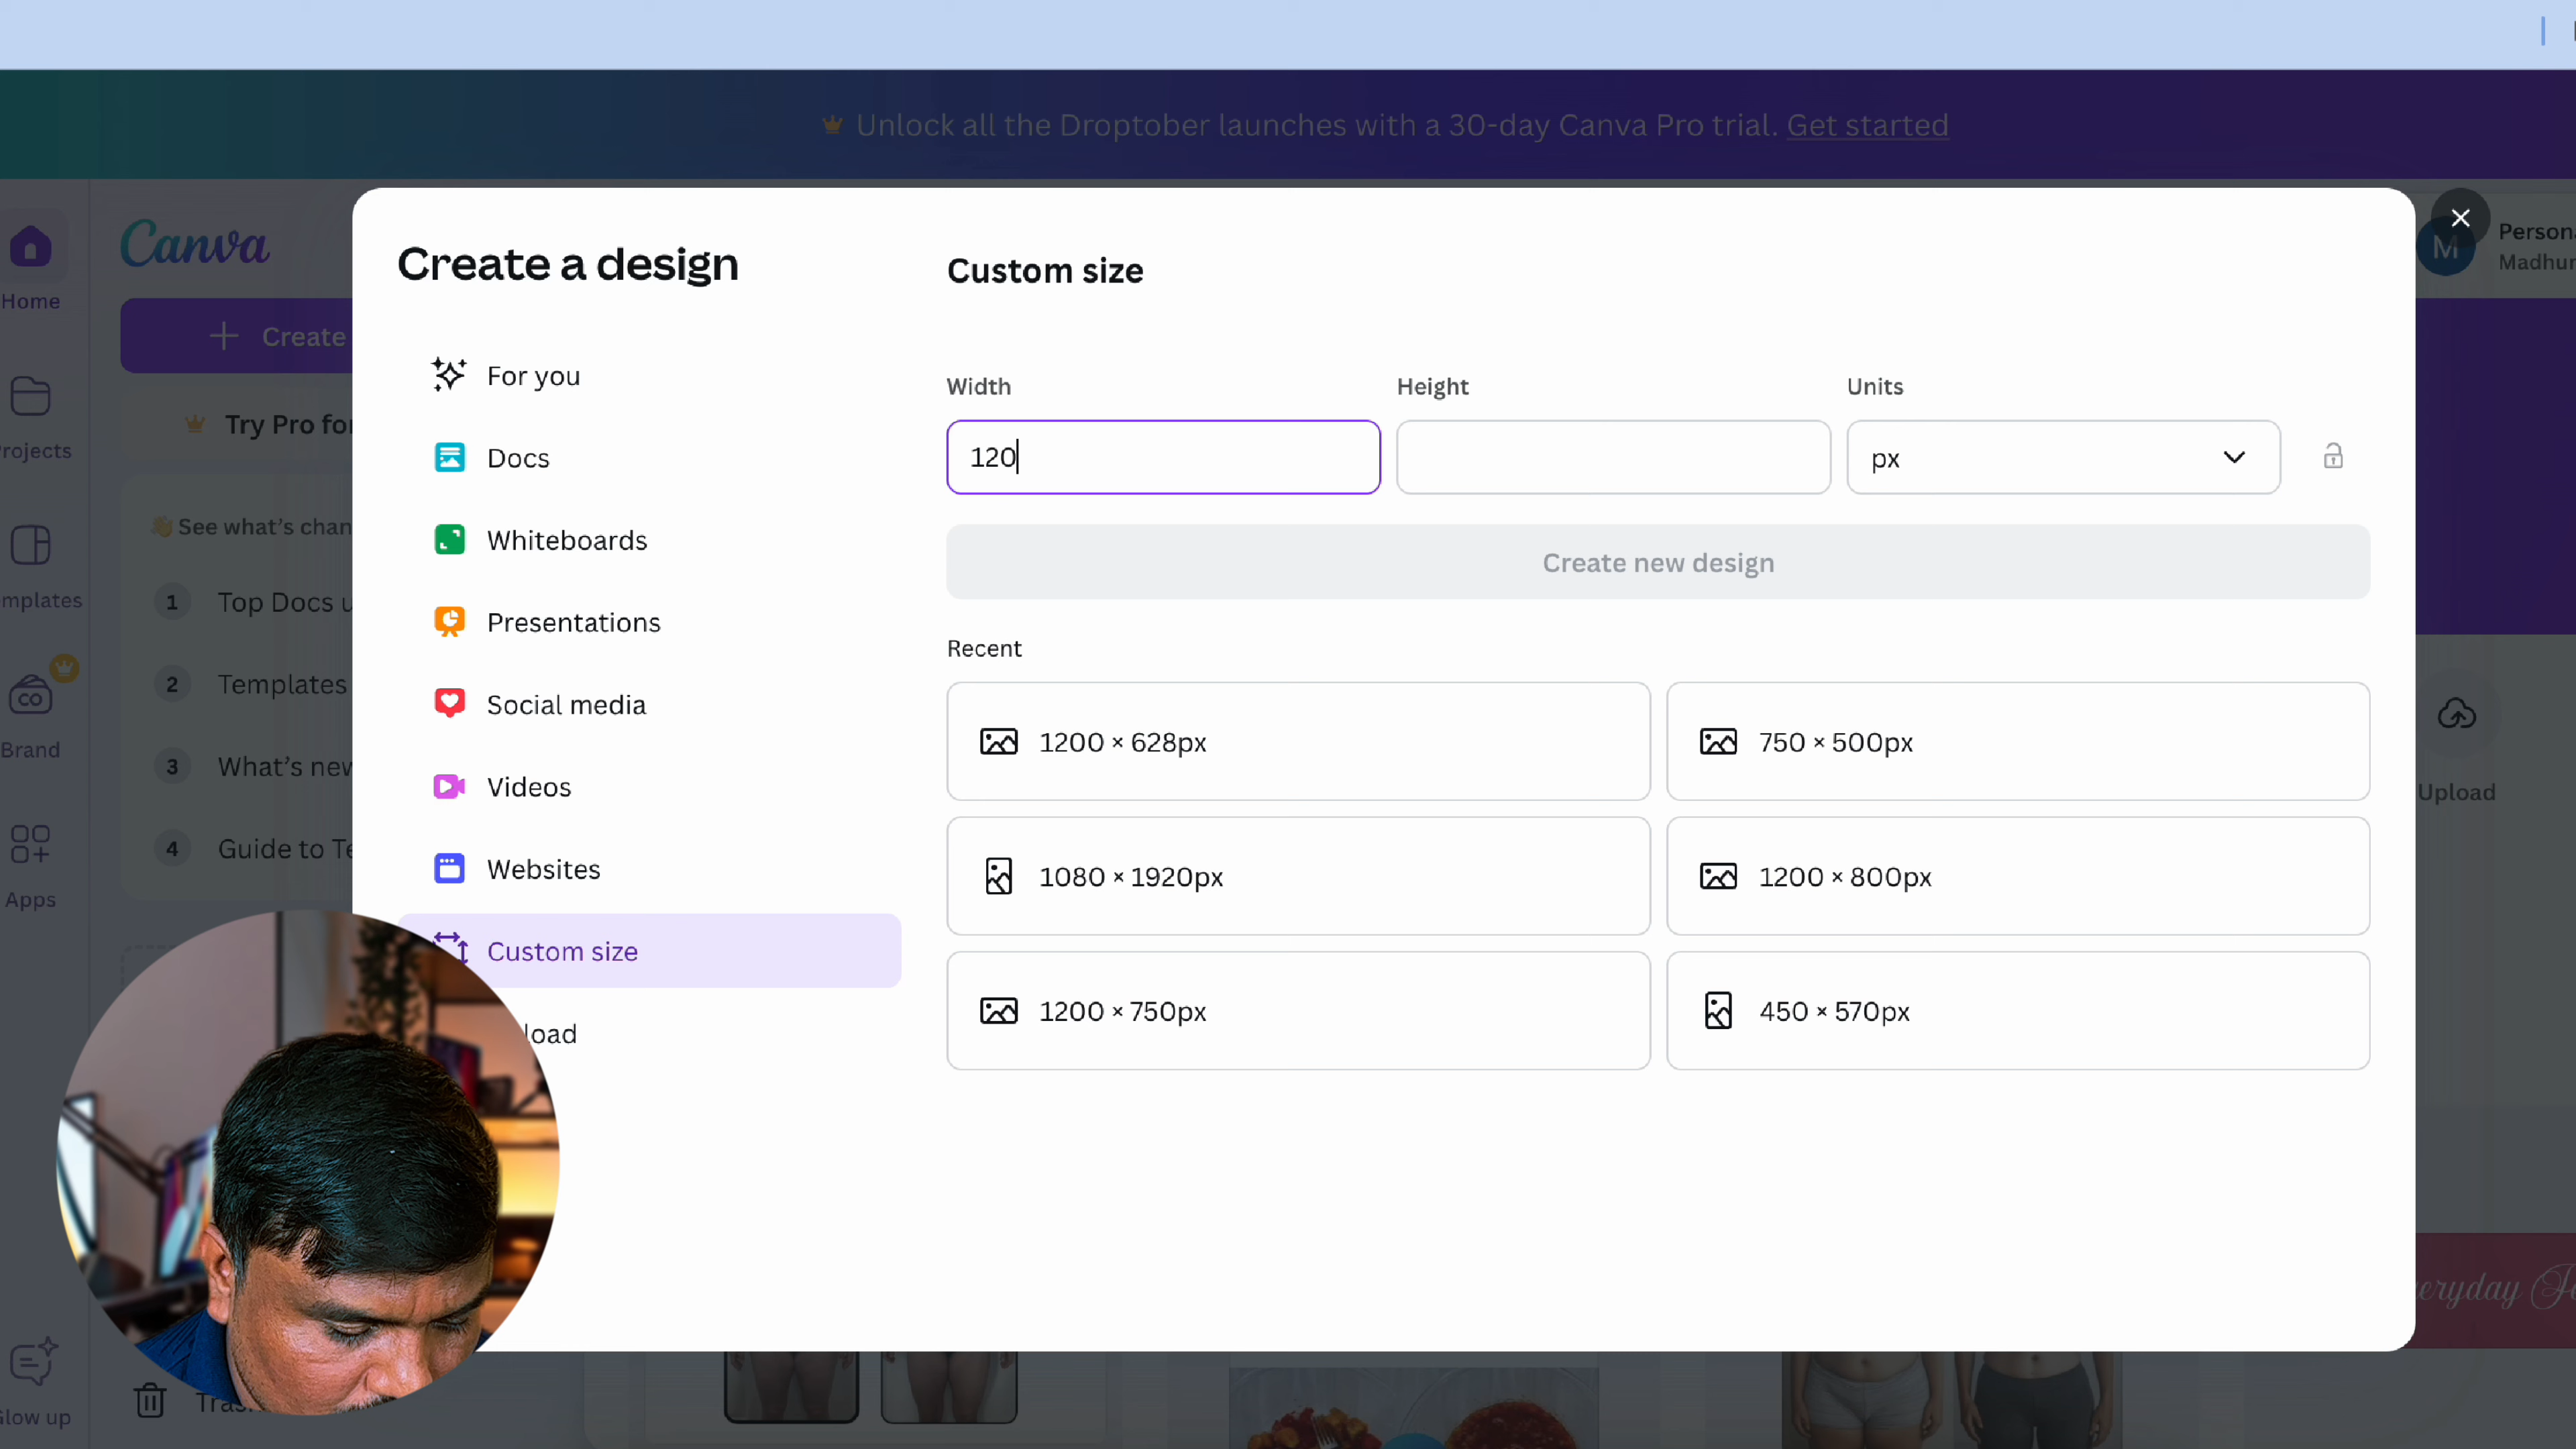 Unlock all the Droptober launches with a 30-day Canva Pro trial. Get started
Canva
Home
Create
Try Pro for
See what's chan
1 Top Docs u
2 Templates
3 What's new
4 Guide to Te
Projects
mplates
Brand
Apps
Glow up
CO
Create a design
For you
Docs
Whiteboards
Presentations
Social media
Videos
Websites
Custom size
load
Custom size
Width
Height
Units
120
px
Create new design
Recent
1200 × 628px
750 × 500px
1080 × 1920px
1200 × 800px
1200 × 750px
450 × 570px
M
Person
Madhur
Upload
eryday